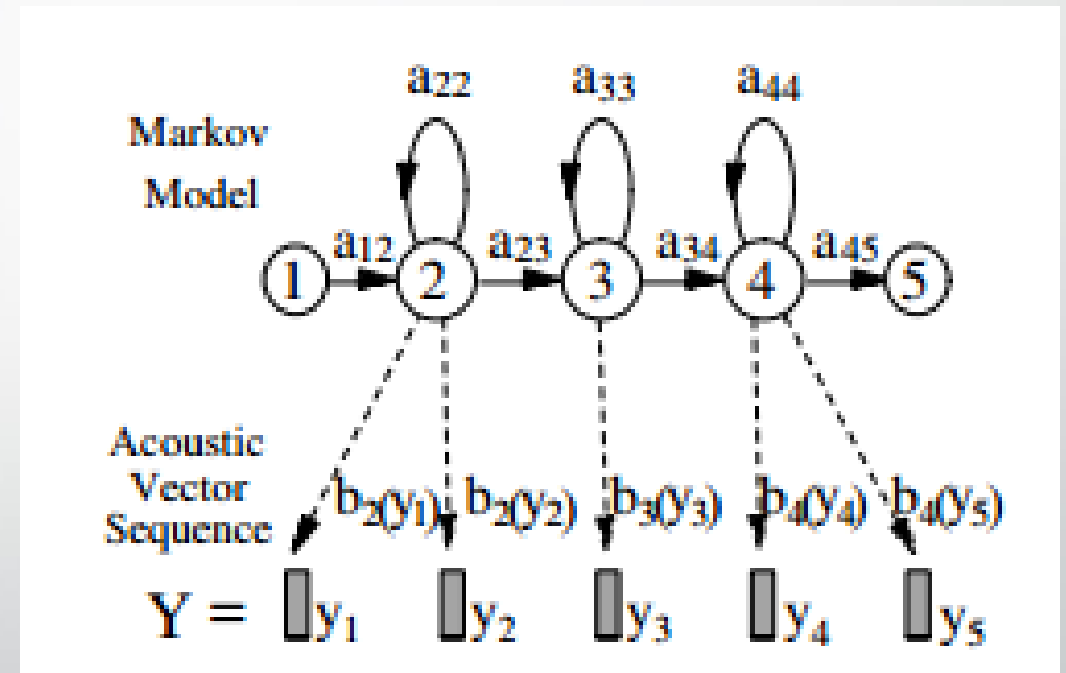 a₂₂ a₃₃ a₄₄
Markov
Model
a₁₂ a₂₃ a₃₄ a₄₅
1 2 3 4 5
Acoustic
Vector
Sequence
b₂(y₁) b₂(y₂) b₃(y₃) b₄(y₄) b₄(y₅)
Y = y₁ y₂ y₃ y₄ y₅